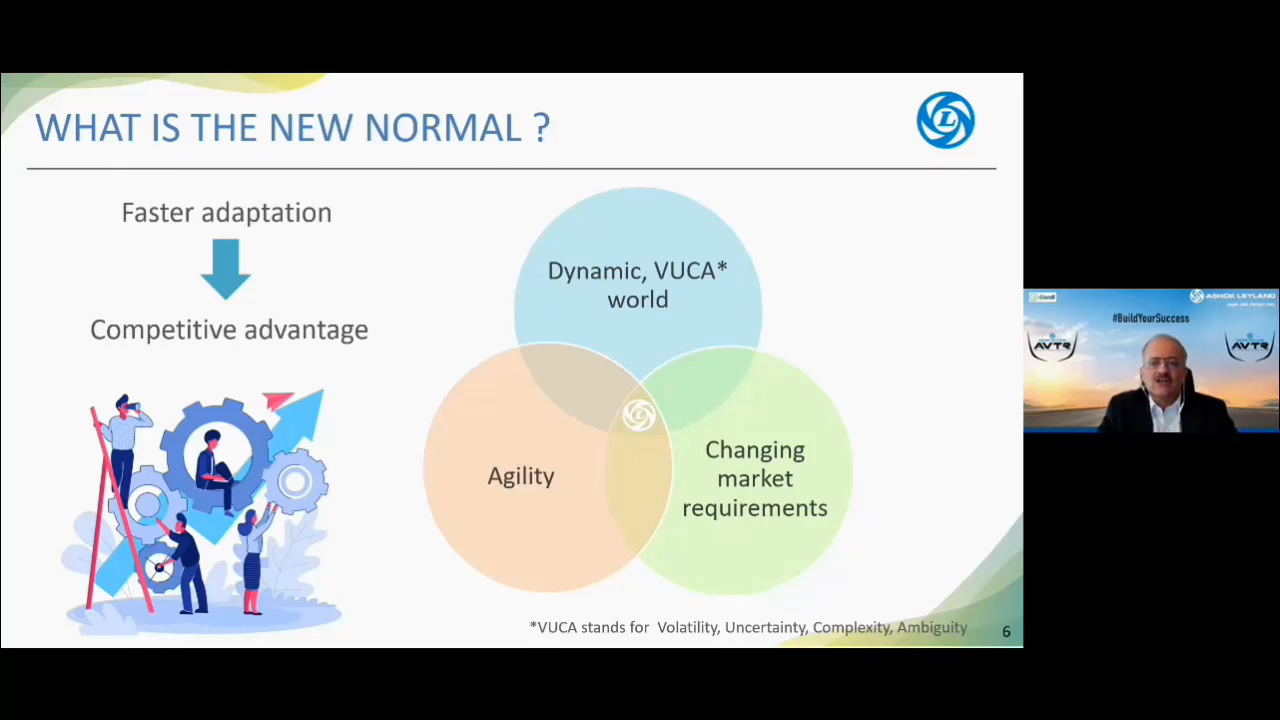 WHAT IS THE NEW NORMAL ?
Faster adaptation
Competitive advantage
Dynamic, VUCA*
world
Agility
Changing
market
requirements
*VUCA stands for Volatility, Uncertainty, Complexity, Ambiguity
6
ASHOK LEYLAND
#BuildYourSuccess
AVTR
AVTR